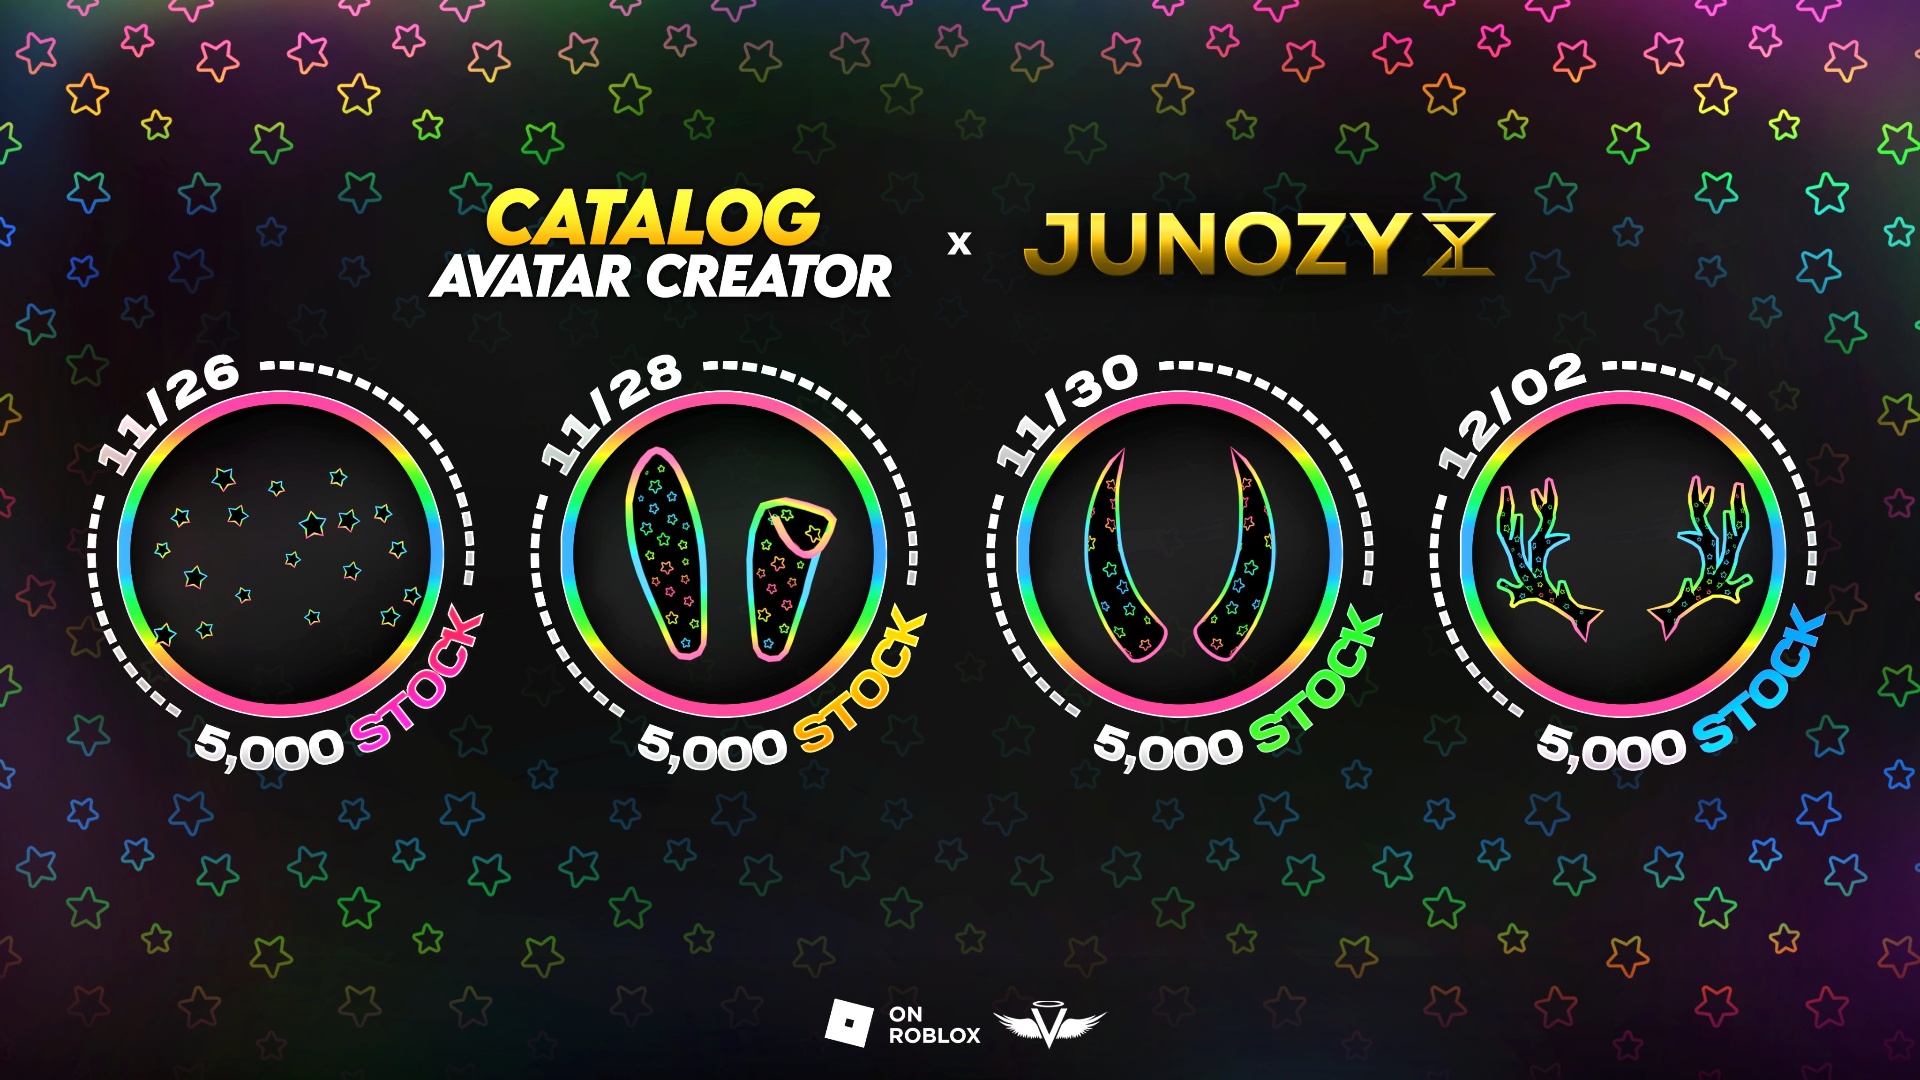 CATALOG
AVATAR CREATOR
x
JUNOZY
11/26
5,000 STOCK
11/28
5,000 STOCK
11/30
5,000 STOCK
12/02
5,000 STOCK
ON
ROBLOX
V